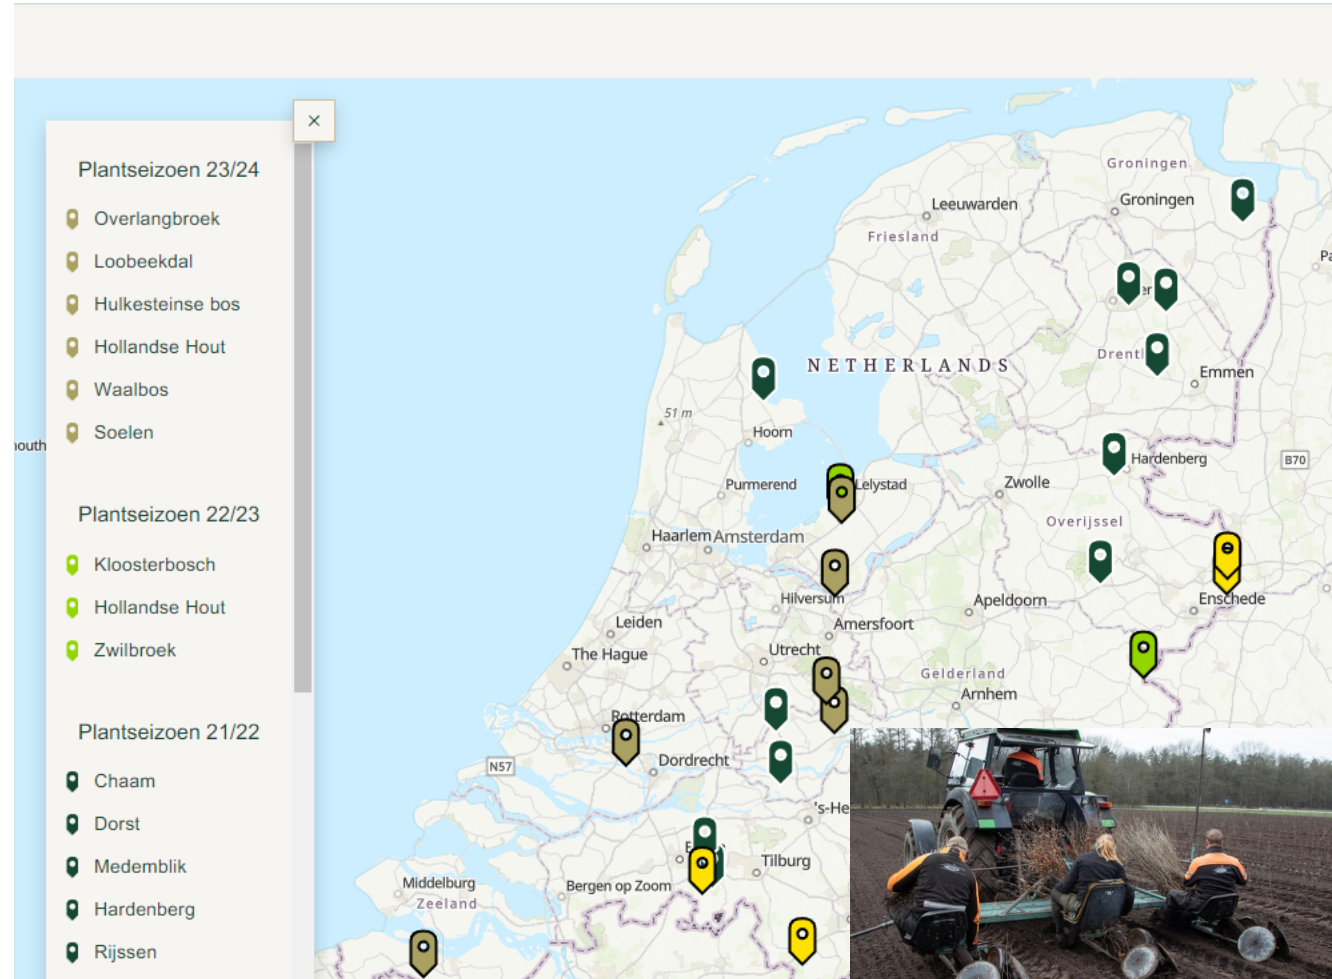 ×
Plantseizoen 23/24
Overlangbroek
Loobeekdal
Hulkesteinse bos
Hollandse Hout
Waalbos
Soelen
Plantseizoen 22/23
Kloosterbosch
Hollandse Hout
Zwilbroek
Plantseizoen 21/22
Chaam
Dorst
Medemblik
Hardenberg
Rijssen
Groningen
Leeuwarden
Groningen
Friesland
NETHERLANDS
Emmen
51 m
Hoorn
Hardenberg
B70
Purmerend
Lelystad
Zwolle
Overijssel
Haarlem
Amsterdam
Hilversum
Apeldoorn
Enschede
Leiden
Amersfoort
The Hague
Utrecht
Gelderland
Arnhem
Rotterdam
N57
Dordrecht
Tilburg
Middelburg
Bergen op Zoom
Zeeland